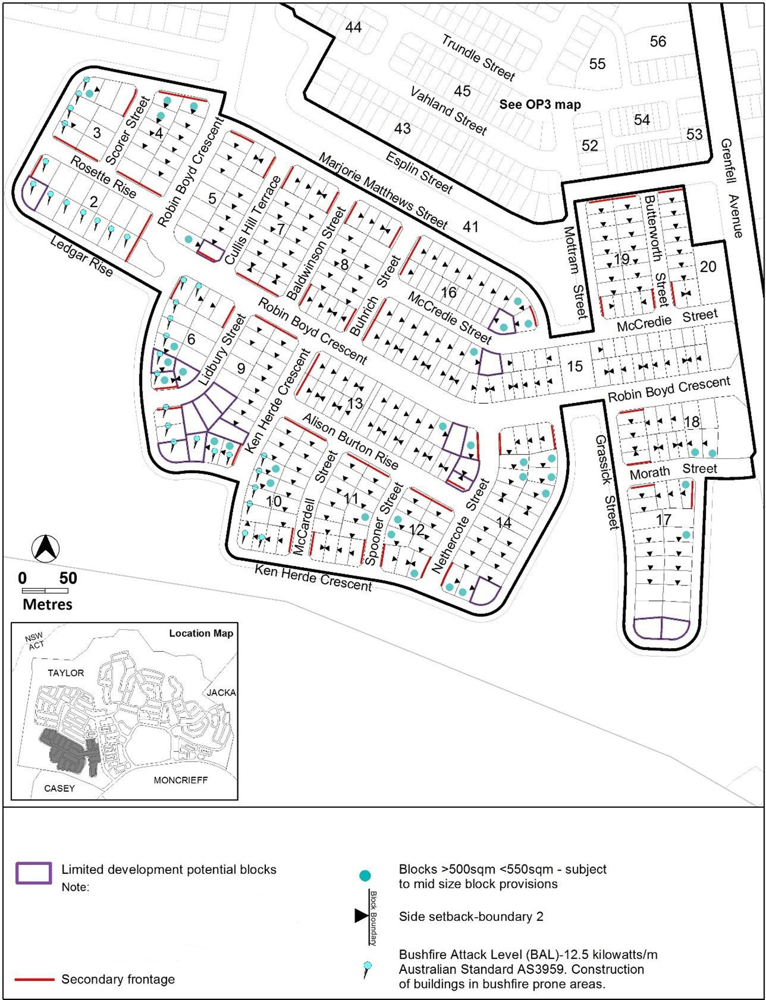 44
56
Trundle Street
55
45
Vahland Street
See OP3 map
54
43
53
52
Grenfell Avenue
3
Scorer Street
4
Rosette Rise
Robin Boyd Crescent
Marjorie Matthews Street
Esplin Street
2
5
Cullis Hill Terrace
7
41
Ledgar Rise
Baldwinson Street
8
Mottram Street
19
Butterworth Street
20
Buhrich Street
16
McCredie Street
McCredie Street
6
Lidbury Street
Robin Boyd Crescent
9
15
Ken Herde Crescent
13
Robin Boyd Crescent
Alison Burton Rise
18
Grassick Street
Morath Street
10
McCardell Street
11
Spooner Street
12
Nethercote Street
14
17
Ken Herde Crescent
0 50
Metres
Location Map
NSW
ACT
TAYLOR
JACKA
MONCRIEFF
CASEY
Limited development potential blocks
Note:
Secondary frontage
Blocks >500sqm <550sqm - subject
to mid size block provisions
Block Boundary
Side setback-boundary 2
Bushfire Attack Level (BAL)-12.5 kilowatts/m
Australian Standard AS3959. Construction
of buildings in bushfire prone areas.